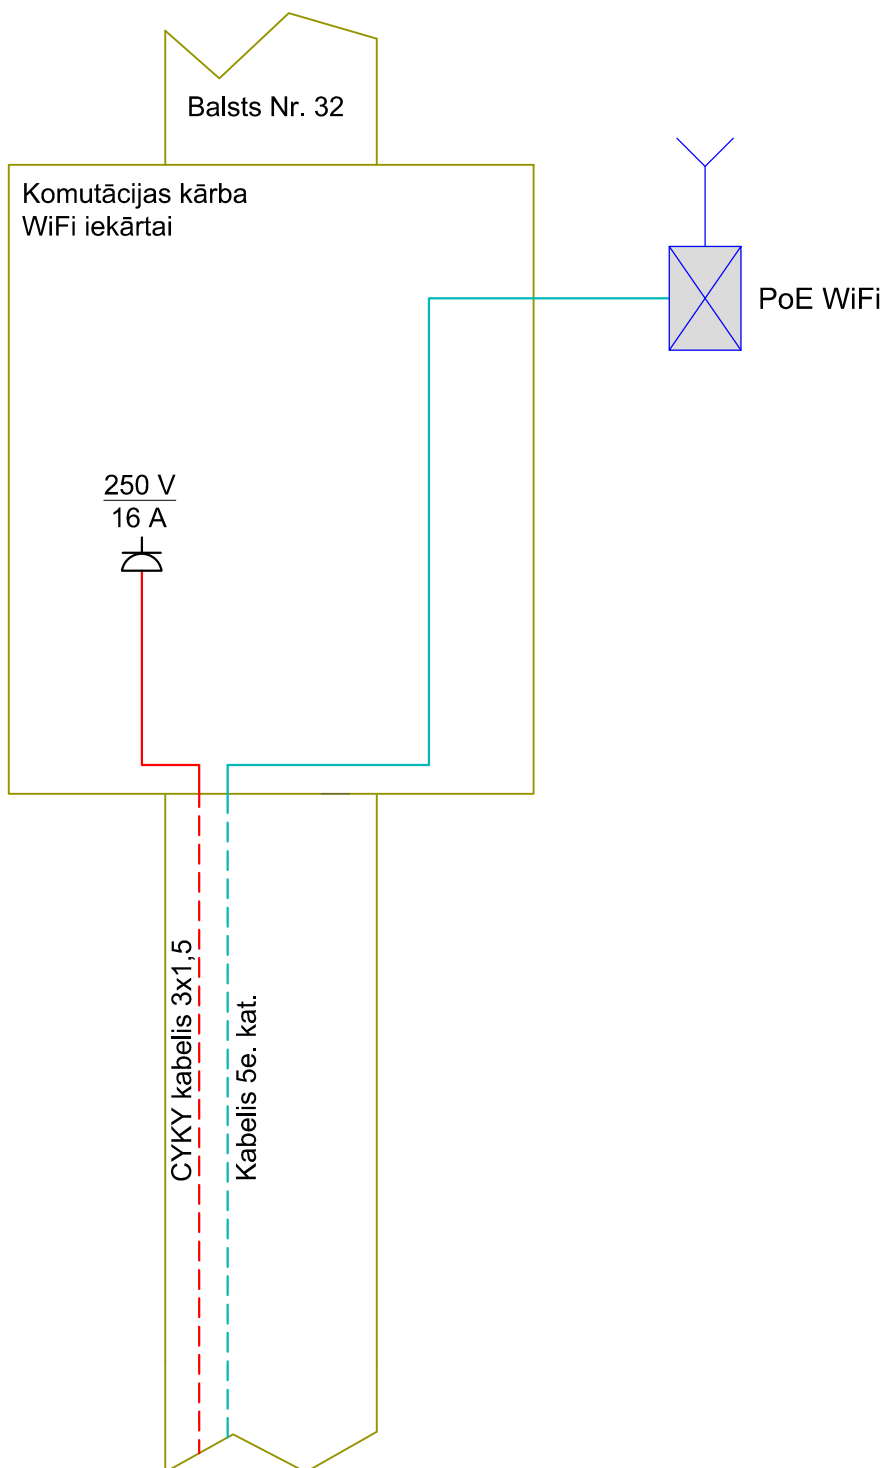 Balsts Nr. 32
Komutācijas kārba
WiFi iekārtai
PoE WiFi
250 V
16 A
CYKY kabelis 3x1,5
Kabelis 5e. kat.